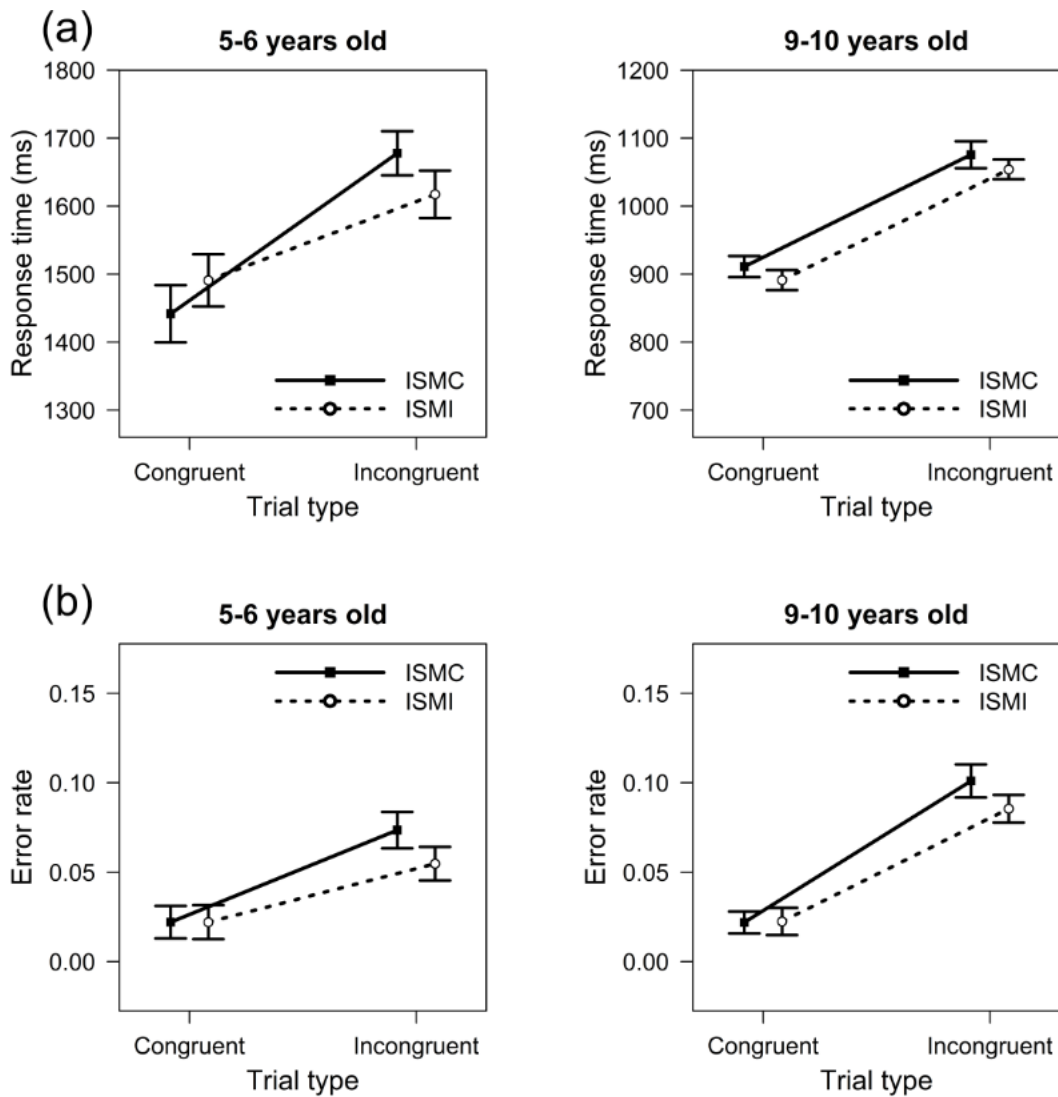 (a)
5-6 years old
Response time (ms)
1800
1700
1600
1500
1400
1300
ISMC
ISMI
Congruent Incongruent
Trial type
9-10 years old
Response time (ms)
1200
1100
1000
900
800
700
ISMC
ISMI
Congruent Incongruent
Trial type
(b)
5-6 years old
Error rate
0.15
0.10
0.05
0.00
ISMC
ISMI
Congruent Incongruent
Trial type
9-10 years old
Error rate
0.15
0.10
0.05
0.00
ISMC
ISMI
Congruent Incongruent
Trial type